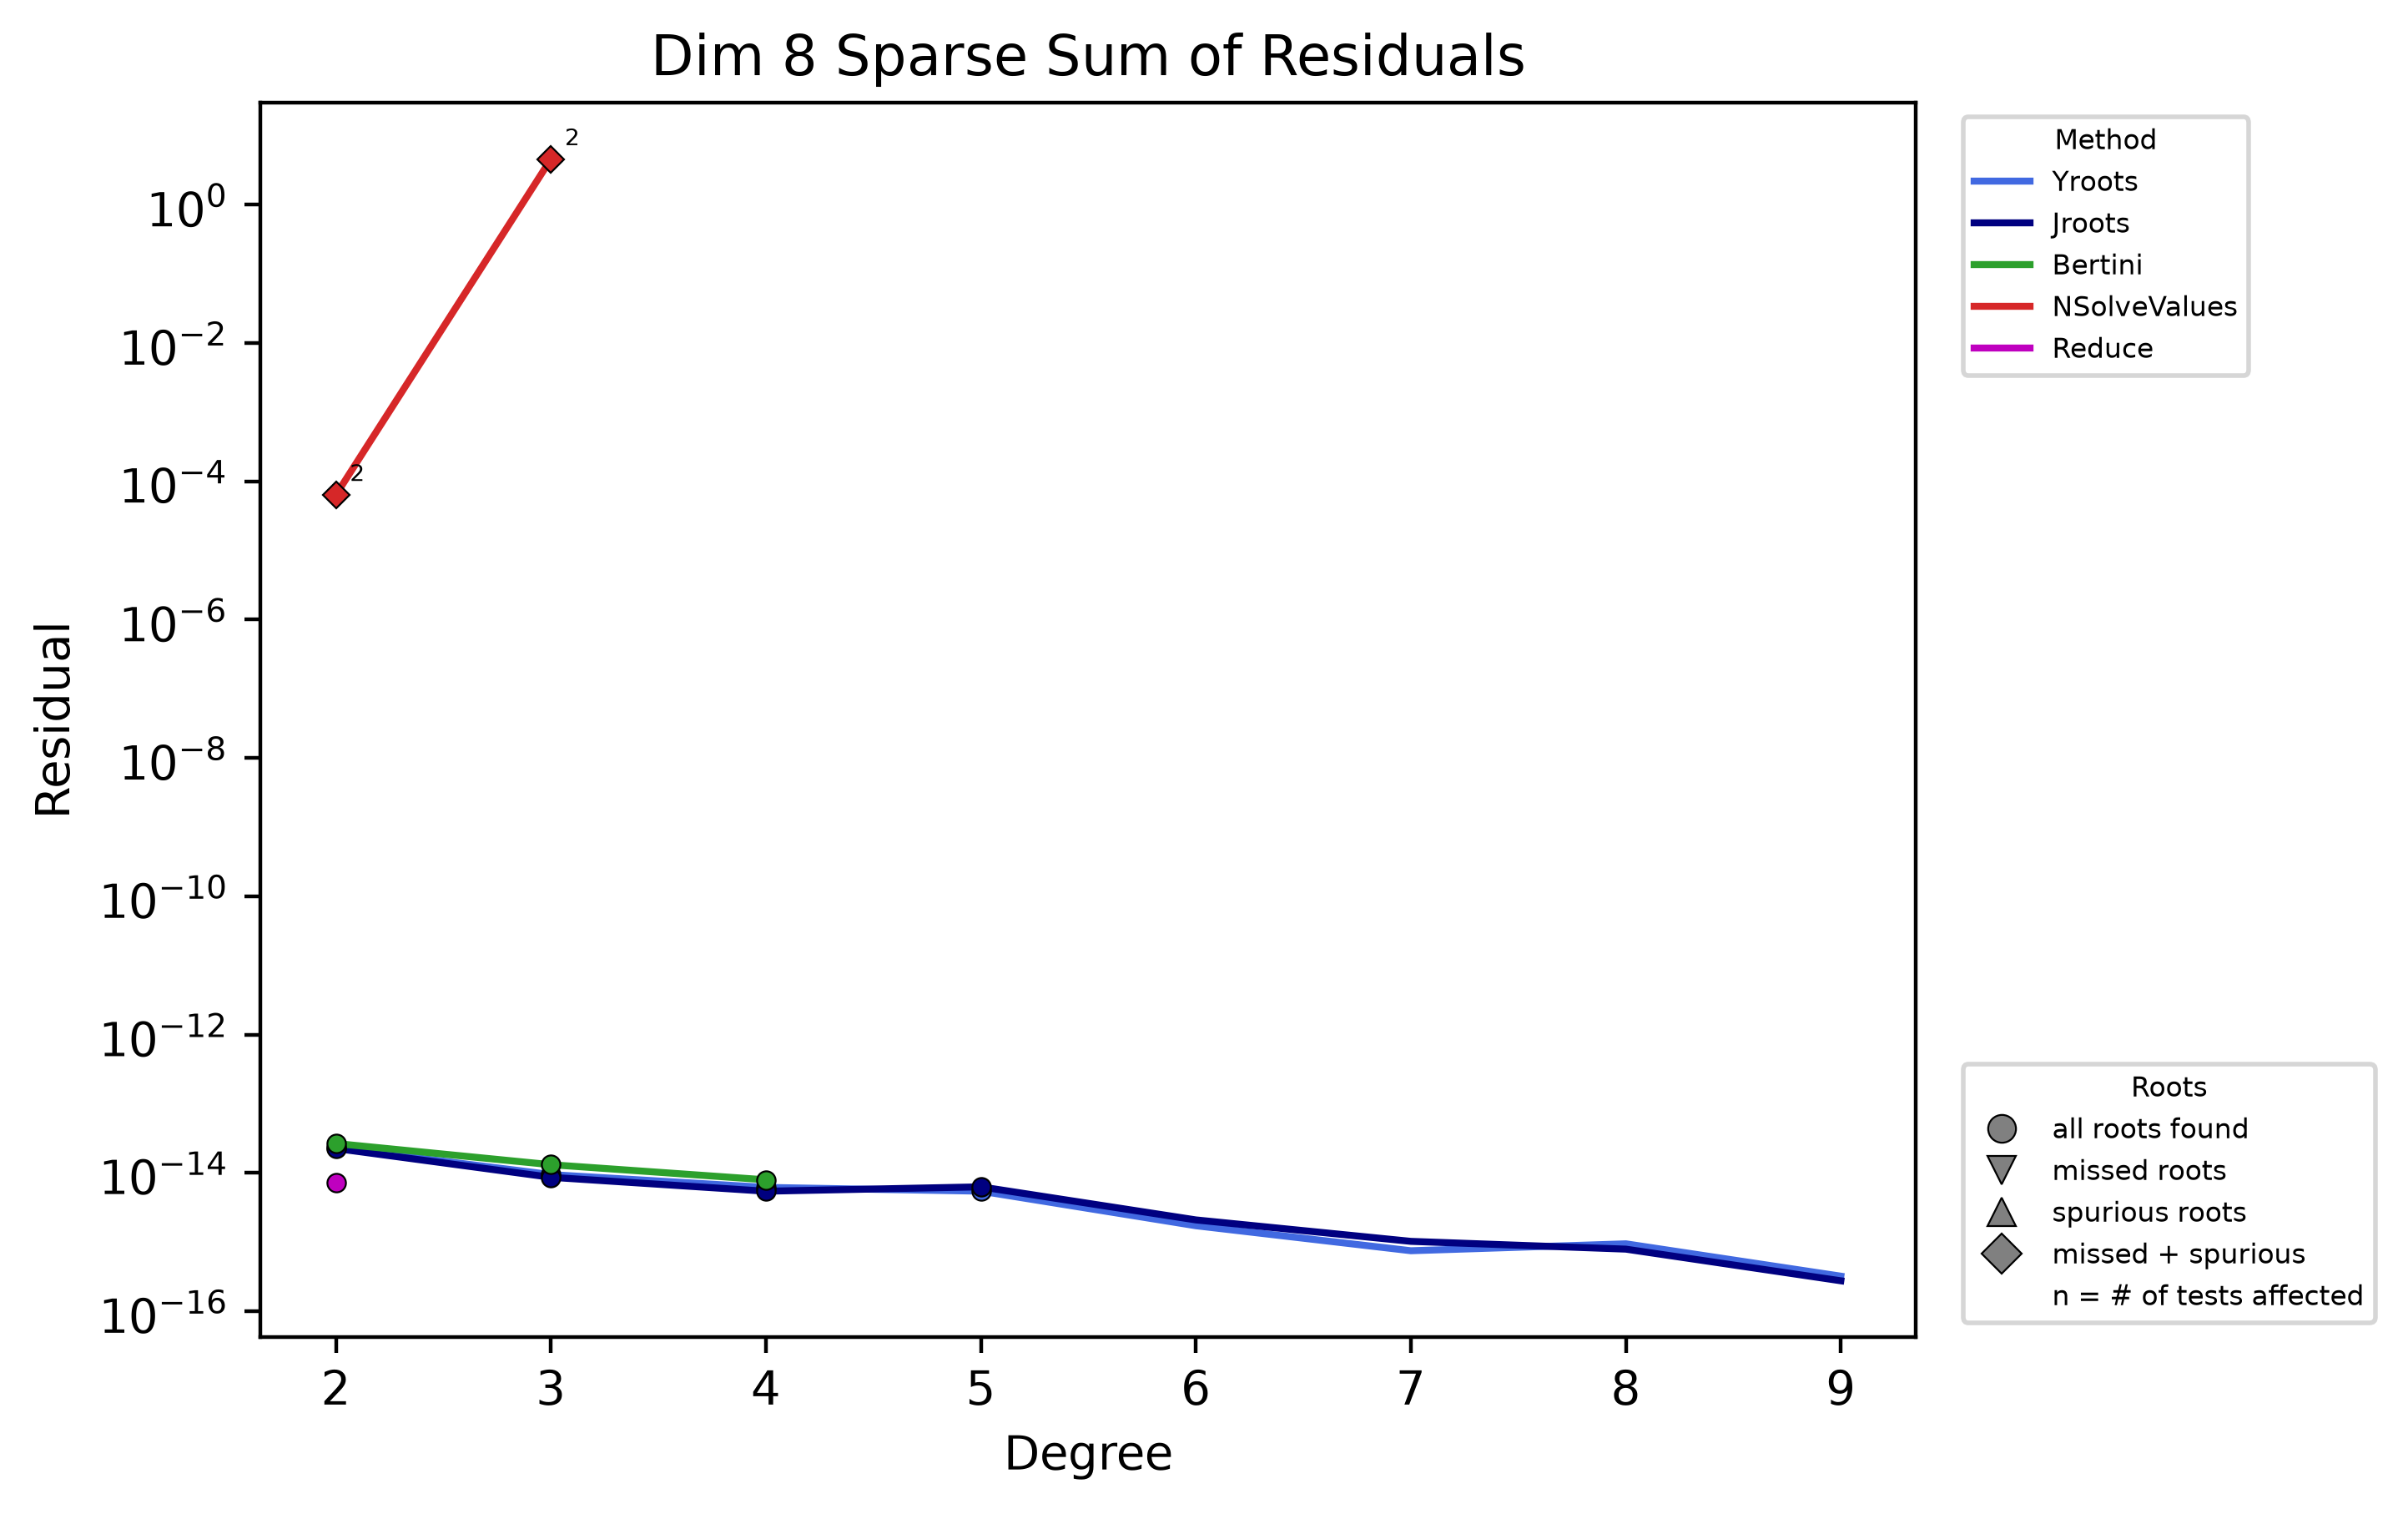 Dim 8 Sparse Sum of Residuals
Residual
10⁰
10⁻²
10⁻⁴
10⁻⁶
10⁻⁸
10⁻¹⁰
10⁻¹²
10⁻¹⁴
10⁻¹⁶
2
2
2 3 4 5 6 7 8 9
Degree
Method
Yroots
Jroots
Bertini
NSolveValues
Reduce
Roots
all roots found
missed roots
spurious roots
missed + spurious
n = # of tests affected